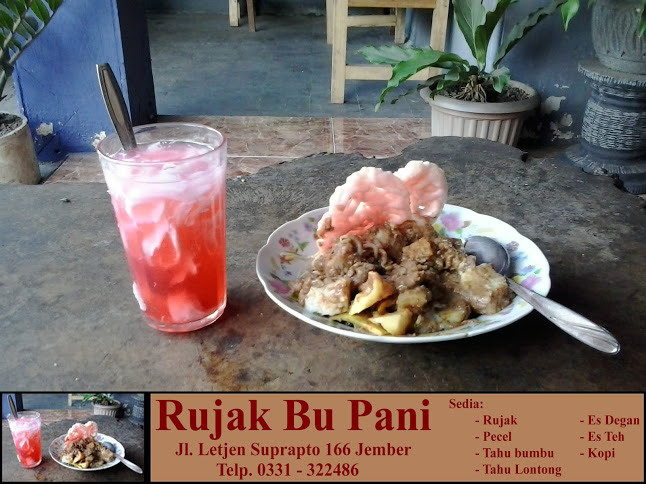 Rujak Bu Pani
Jl. Letjen Suprapto 166 Jember
Telp. 0331 - 322486
Sedia:
- Rujak
- Pecel
- Tahu bumbu
- Tahu Lontong
- Es Degan
- Es Teh
- Kopi